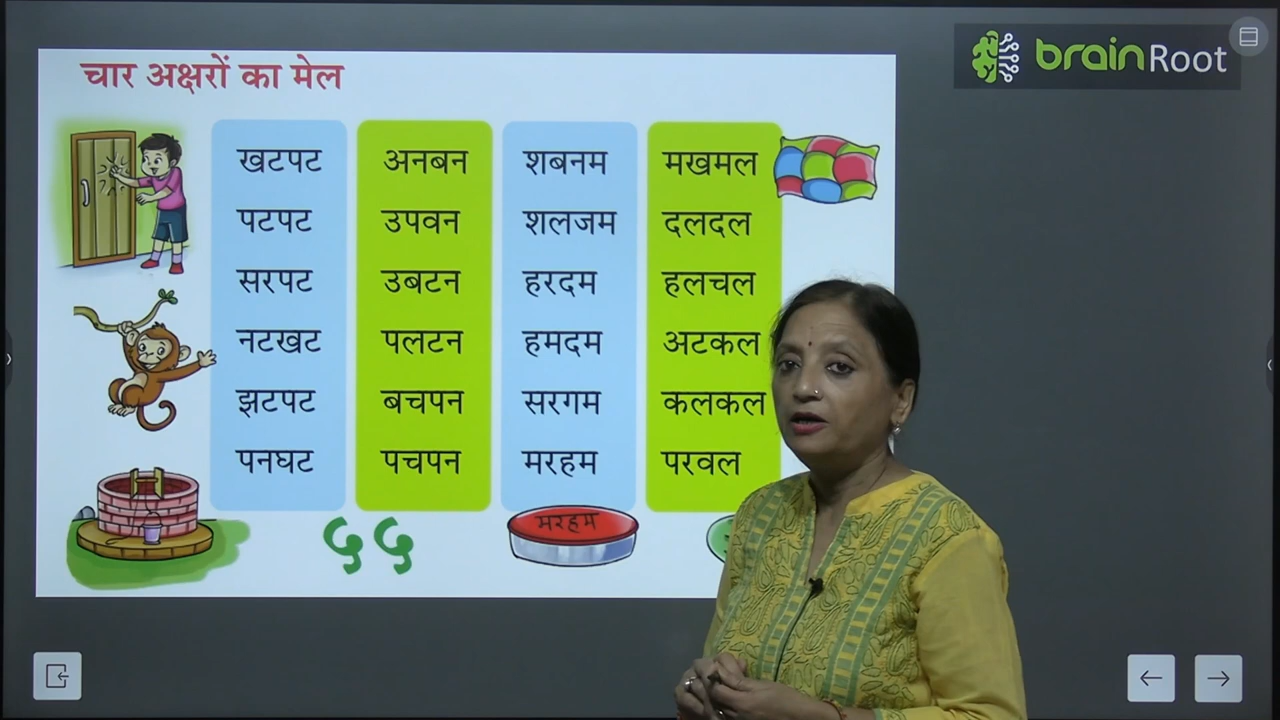 brainRoot
चार अक्षरों का मेल
खटपट अनबन शबनम मखमल
पटपट उपवन शलजम दलदल
सरपट उबटन हरदम हलचल
नटखट पलटन हमदम अटकल
झटपट बचपन सरगम कलकल
पनघट पचपन मरहम परवल
५५ मरहम